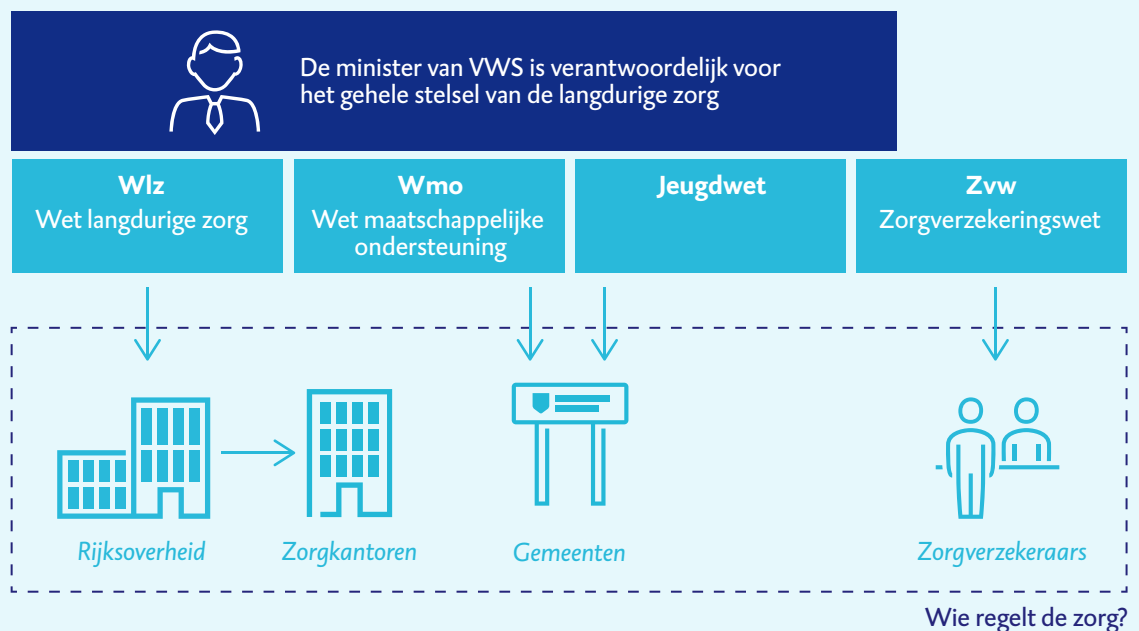 De minister van VWS is verantwoordelijk voor
het gehele stelsel van de langdurige zorg
Wlz
Wet langdurige zorg
Wmo
Wet maatschappelijke
ondersteuning
Jeugdwet
Zvw
Zorgverzekeringswet
Rijksoverheid
Zorgkantoren
Gemeenten
Zorgverzekeraars
Wie regelt de zorg?